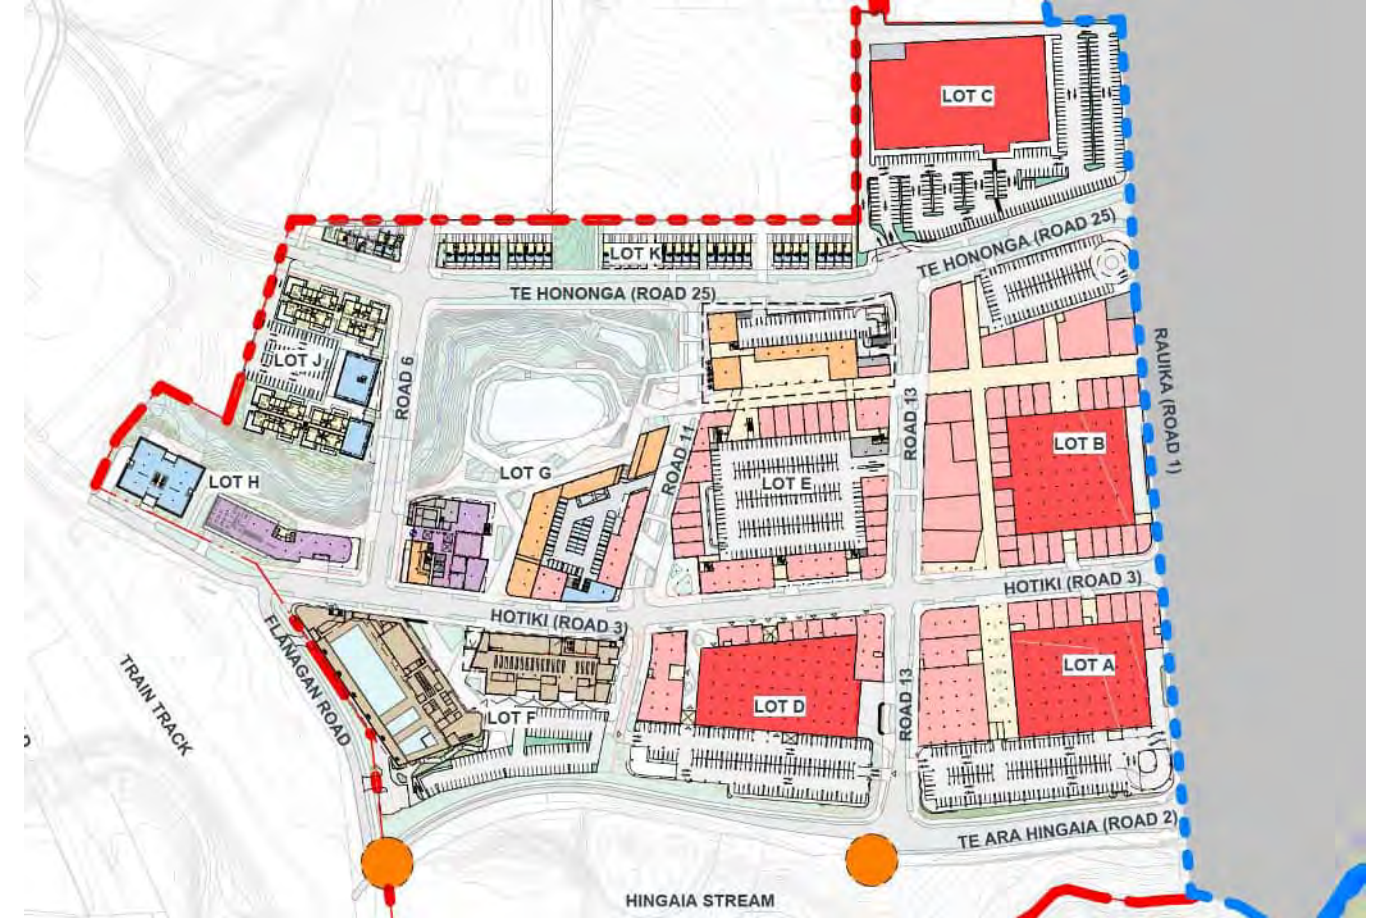 LOT C
TE HONONGA (ROAD 25)
LOT K
TE HONONGA (ROAD 25)
LOT J
ROAD 6
ROAD 13
RAUIKA (ROAD 1)
LOT B
ROAD 11
LOT G
LOT H
LOT E
HOTIKI (ROAD 3)
HOTIKI (ROAD 3)
FLANAGAN ROAD
TRAIN TRACK
LOT A
LOT D
ROAD 13
LOT F
TE ARA HINGAIA (ROAD 2)
HINGAIA STREAM